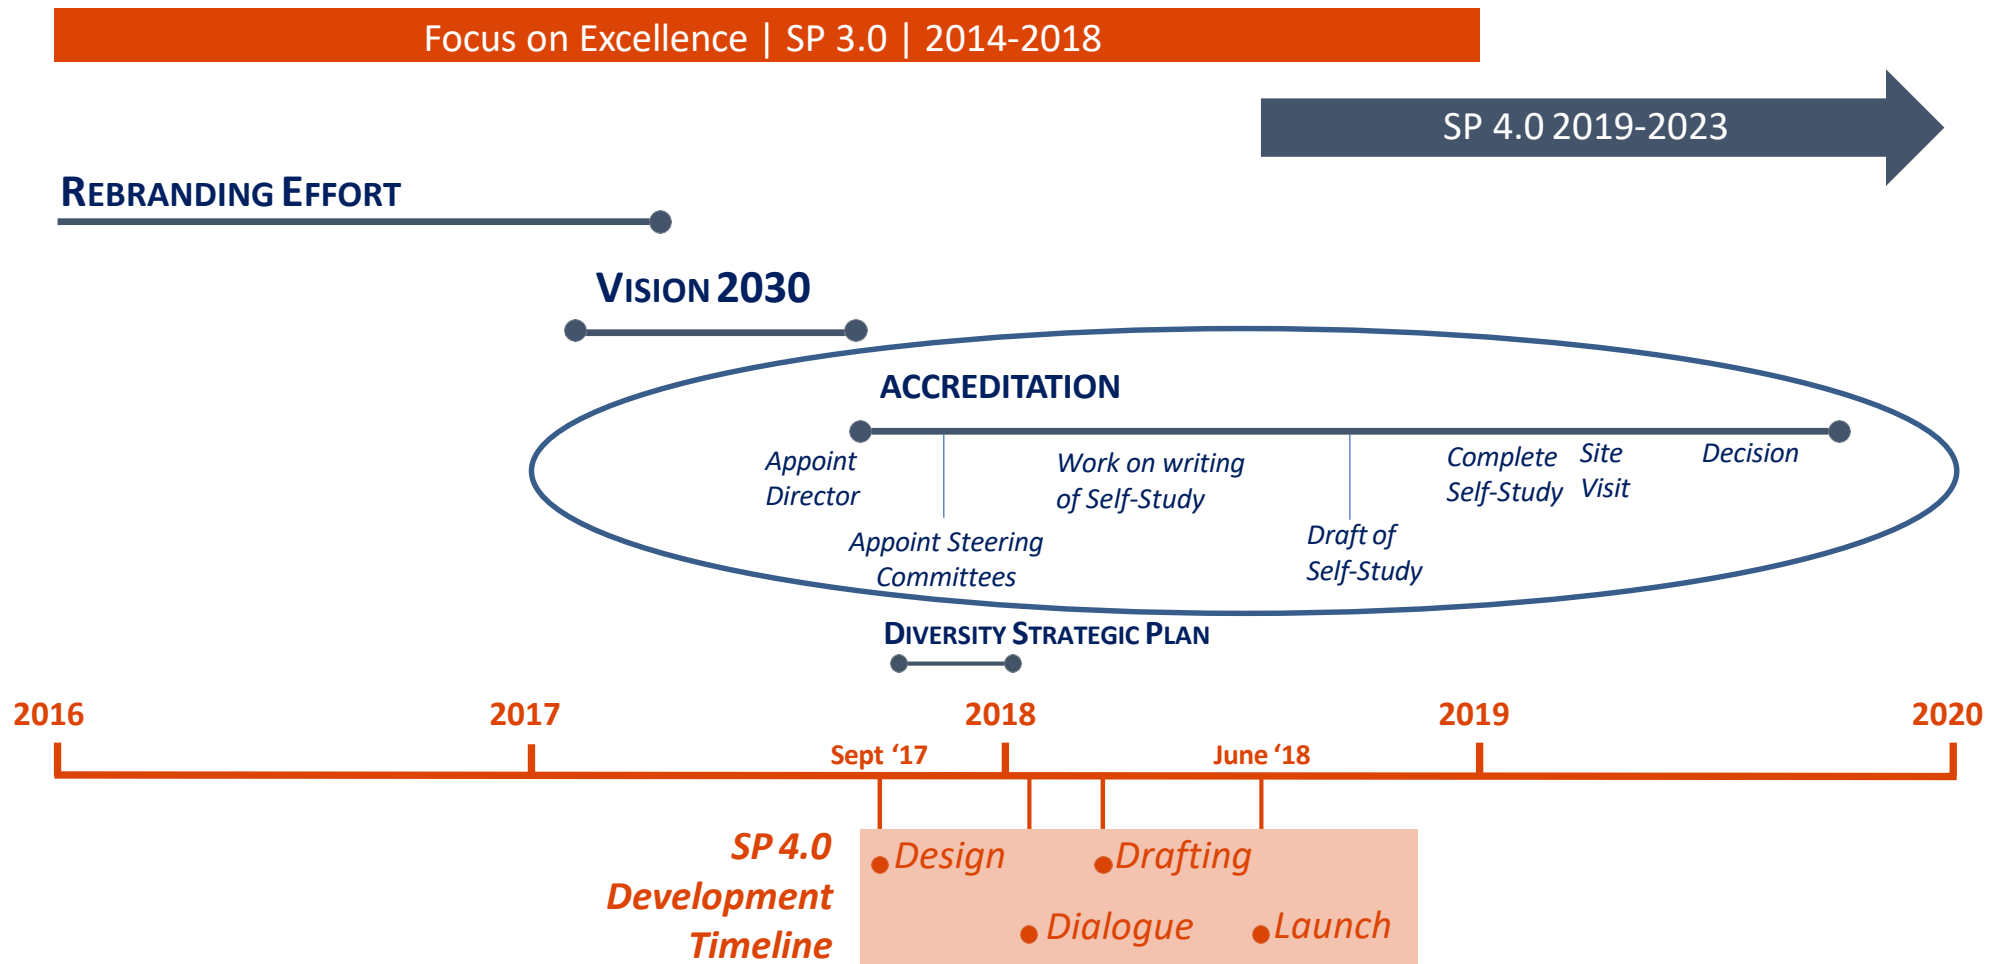 Focus on Excellence | SP 3.0 | 2014-2018
SP 4.0 2019-2023
REBRANDING EFFORT
VISION 2030
ACCREDITATION
Appoint
Director
Appoint Steering
Committees
Work on writing
of Self-Study
Draft of
Self-Study
Complete
Self-Study
Site
Visit
Decision
DIVERSITY STRATEGIC PLAN
2016
2017
2018
2019
2020
Sept ‘17
June ‘18
SP 4.0
Development
Timeline
Design
Drafting
Dialogue
Launch